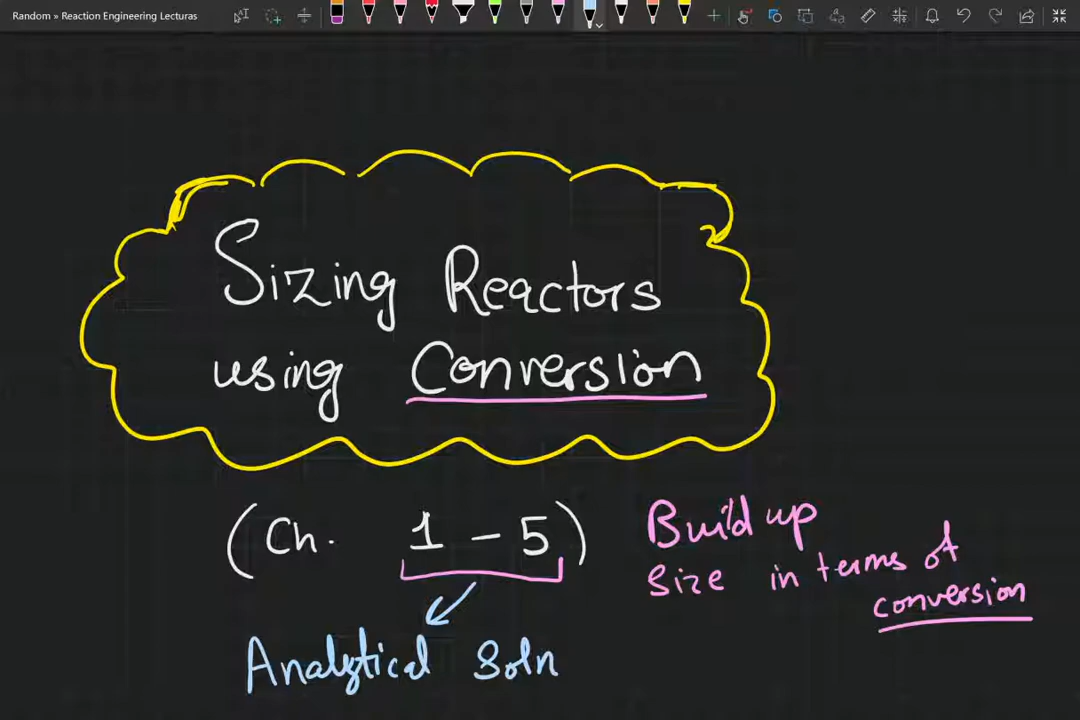 Random » Reaction Engineering Lecturas
Sizing Reactors
using Conversion
(Ch. 1 - 5)
Build up
Size in terms of
conversion
Analytical Soln